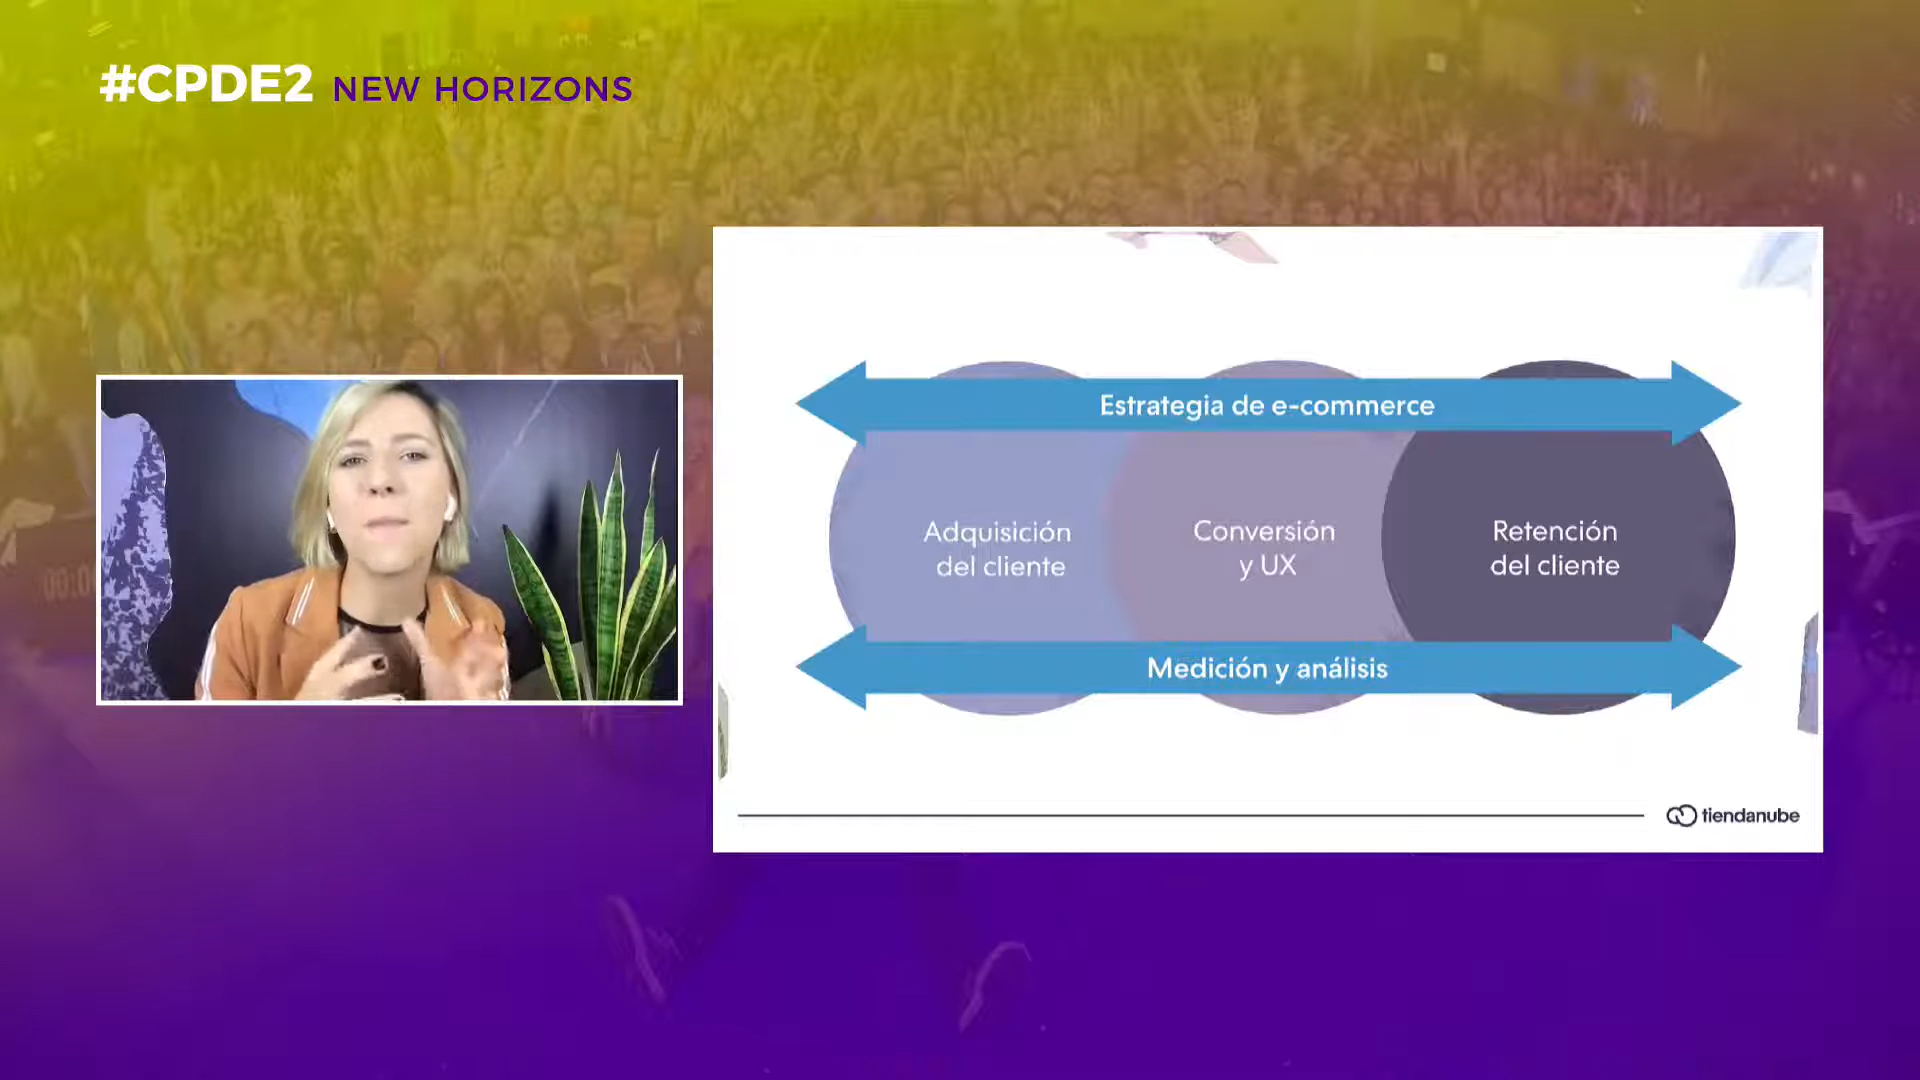 #CPDE2 NEW HORIZONS
Estrategia de e-commerce
Adquisición
del cliente
Conversión
y UX
Retención
del cliente
Medición y análisis
tiendanube